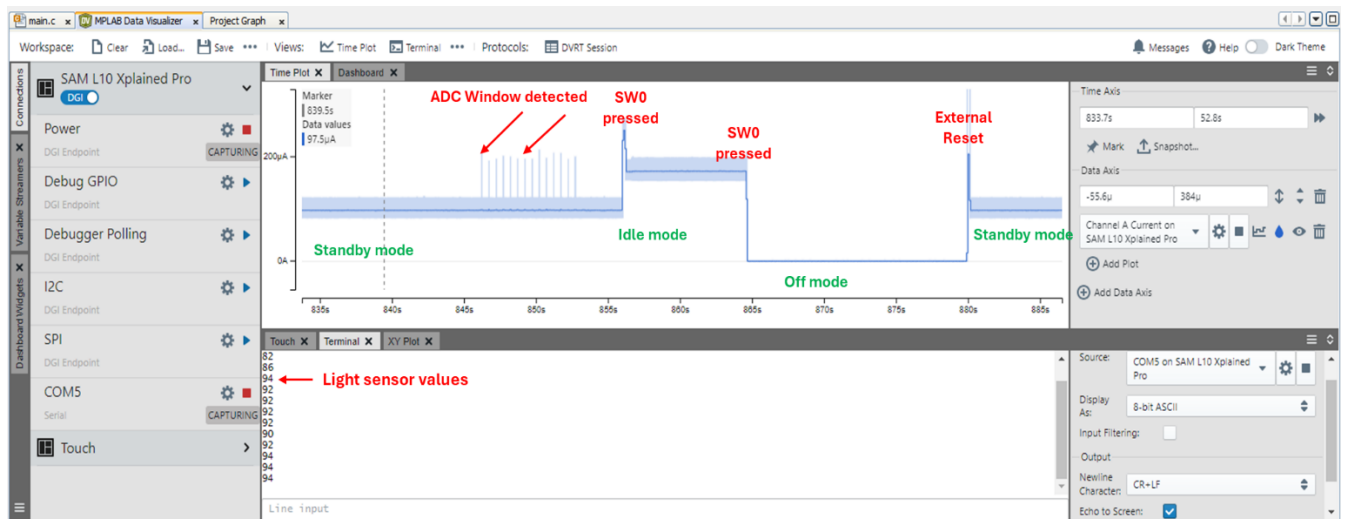 main.c x MPLAB Data Visualizer x Project Graph x
Workspace: Clear Load... Save ••• Views: Time Plot Terminal ••• Protocols: DVRT Session Messages Help Dark Theme
Connections
Variable Streamers
Dashboard Widgets
SAM L10 Xplained Pro
DGI
Power
DGI Endpoint CAPTURING
Debug GPIO
DGI Endpoint
Debugger Polling
DGI Endpoint
I2C
DGI Endpoint
SPI
DGI Endpoint
COM5
Serial CAPTURING
Touch
Time Plot X Dashboard X
Marker
839.5s
Data values
97.5µA
200µA
0A
ADC Window detected
SW0
pressed
SW0
pressed
External
Reset
Standby mode
Idle mode
Off mode
Standby mode
835s 840s 845s 850s 855s 860s 865s 870s 875s 880s 885s
Time Axis
833.7s 52.8s
Mark Snapshot...
Data Axis
-55.6µ 384µ
Channel A Current on
SAM L10 Xplained Pro
Add Plot
Add Data Axis
Touch X Terminal X XY Plot X
82
86
94
Light sensor values
92
92
92
92
90
92
94
94
94
Line input
Source: COM5 on SAM L10 Xplained
Pro
Display
As: 8-bit ASCII
Input Filtering:
Output
Newline
Character: CR+LF
Echo to Screen: